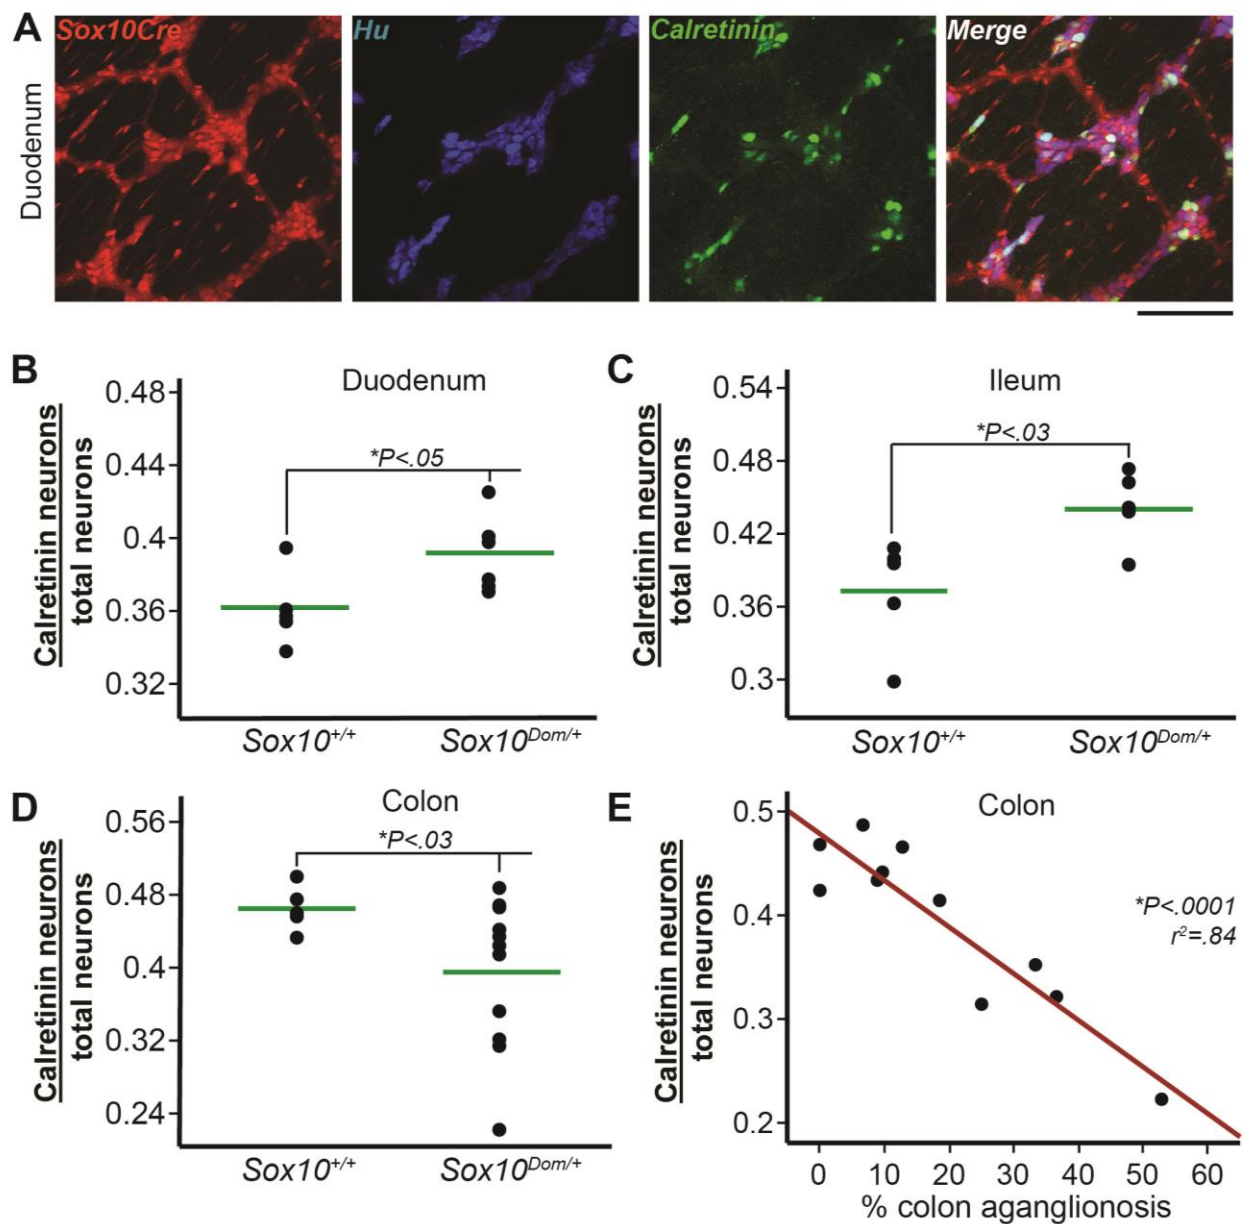 A
Sox10Cre
Hu
Calretinin
Merge
Duodenum
B
Duodenum
Calretinin neurons
total neurons
0.48
0.44
0.4
0.36
0.32
*P<.05
Sox10+/+
Sox10Dom/+
C
Ileum
Calretinin neurons
total neurons
0.54
0.48
0.42
0.36
0.3
*P<.03
Sox10+/+
Sox10Dom/+
D
Colon
Calretinin neurons
total neurons
0.56
0.48
0.4
0.32
0.24
*P<.03
Sox10+/+
Sox10Dom/+
E
Colon
Calretinin neurons
total neurons
0.5
0.4
0.3
0.2
*P<.0001
r²=.84
0 10 20 30 40 50 60
% colon aganglionosis